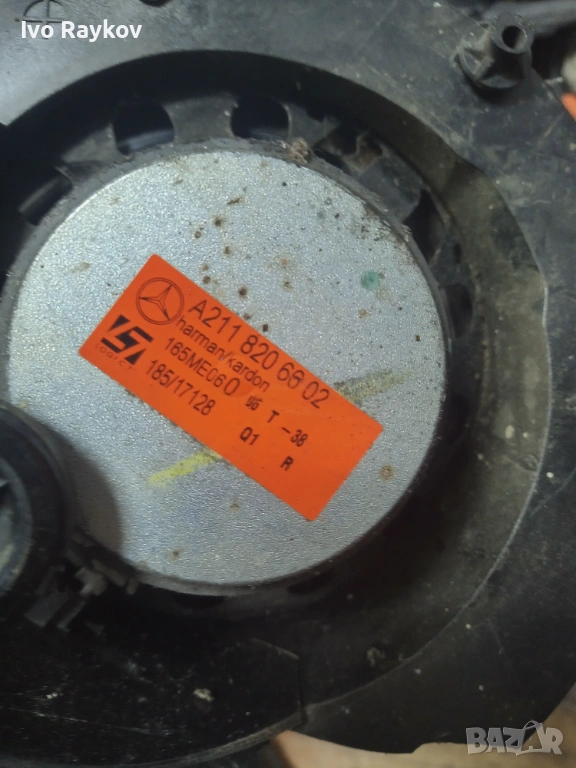 Ivo Raykov
A211 820 66 02
harman/kardon
165ME060
T - 38
185/17128
Q1
R
BAZAR